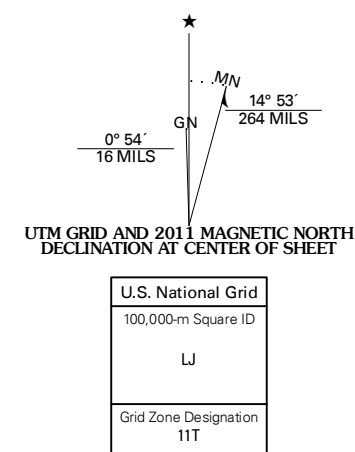 ★
MN
14° 53´
264 MILS
GN
0° 54´
16 MILS
UTM GRID AND 2011 MAGNETIC NORTH
DECLINATION AT CENTER OF SHEET
U.S. National Grid
100,000-m Square ID
LJ
Grid Zone Designation
11T